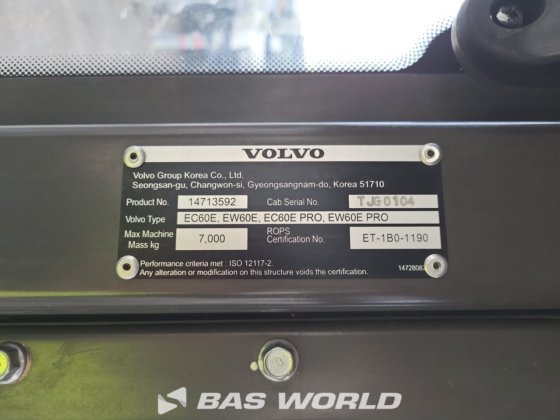 VOLVO
Volvo Group Korea Co., Ltd.
Seongsan-gu, Changwon-si, Gyeongsangnam-do, Korea 51710
Product No. 14713592 Cab Serial No. TJG0104
Volvo Type EC60E, EW60E, EC60E PRO, EW60E PRO
Max Machine Mass kg 7,000 ROPS Certification No. ET-1B0-1190
Performance criteria met : ISO 12117-2.
Any alteration or modification on this structure voids the certification.
BAS WORLD